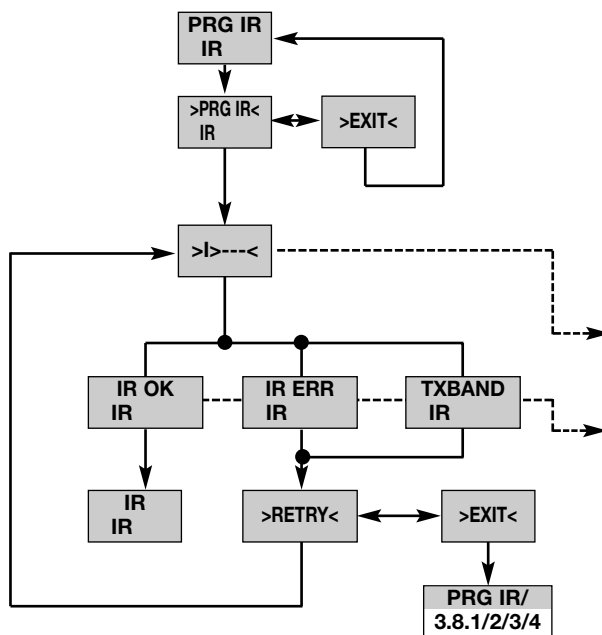 PRG IR
IR
>PRG IR<
IR
>EXIT<
>I>---<
IR OK
IR
IR ERR
IR
TXBAND
IR
IR
IR
>RETRY<
>EXIT<
PRG IR/
3.8.1/2/3/4